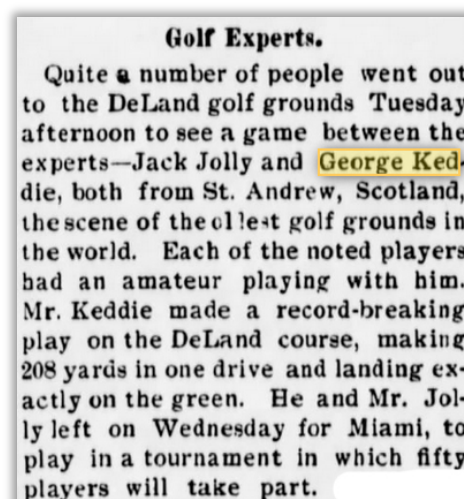 Golf Experts.
Quite a number of people went out
to the DeLand golf grounds Tuesday
afternoon to see a game between the
experts—Jack Jolly and George Ked-
die, both from St. Andrew, Scotland,
the scene of the ollest golf grounds in
the world. Each of the noted players
had an amateur playing with him.
Mr. Keddie made a record-breaking
play on the DeLand course, making
208 yards in one drive and landing ex-
actly on the green. He and Mr. Jol-
ly left on Wednesday for Miami, to
play in a tournament in which fifty
players will take part.